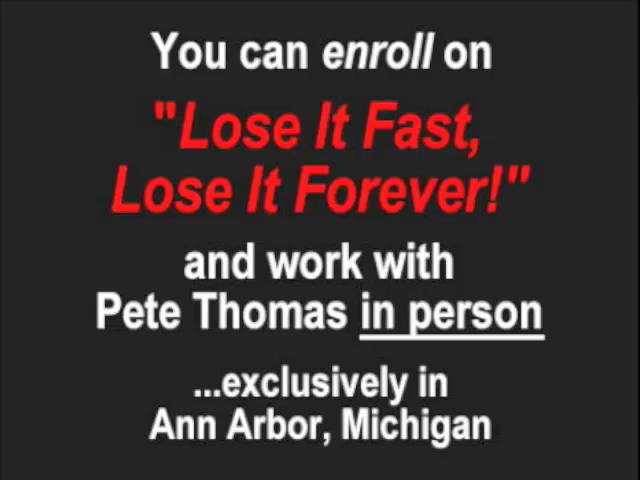 You can enroll on
"Lose It Fast,
Lose It Forever!"
and work with
Pete Thomas in person
...exclusively in
Ann Arbor, Michigan